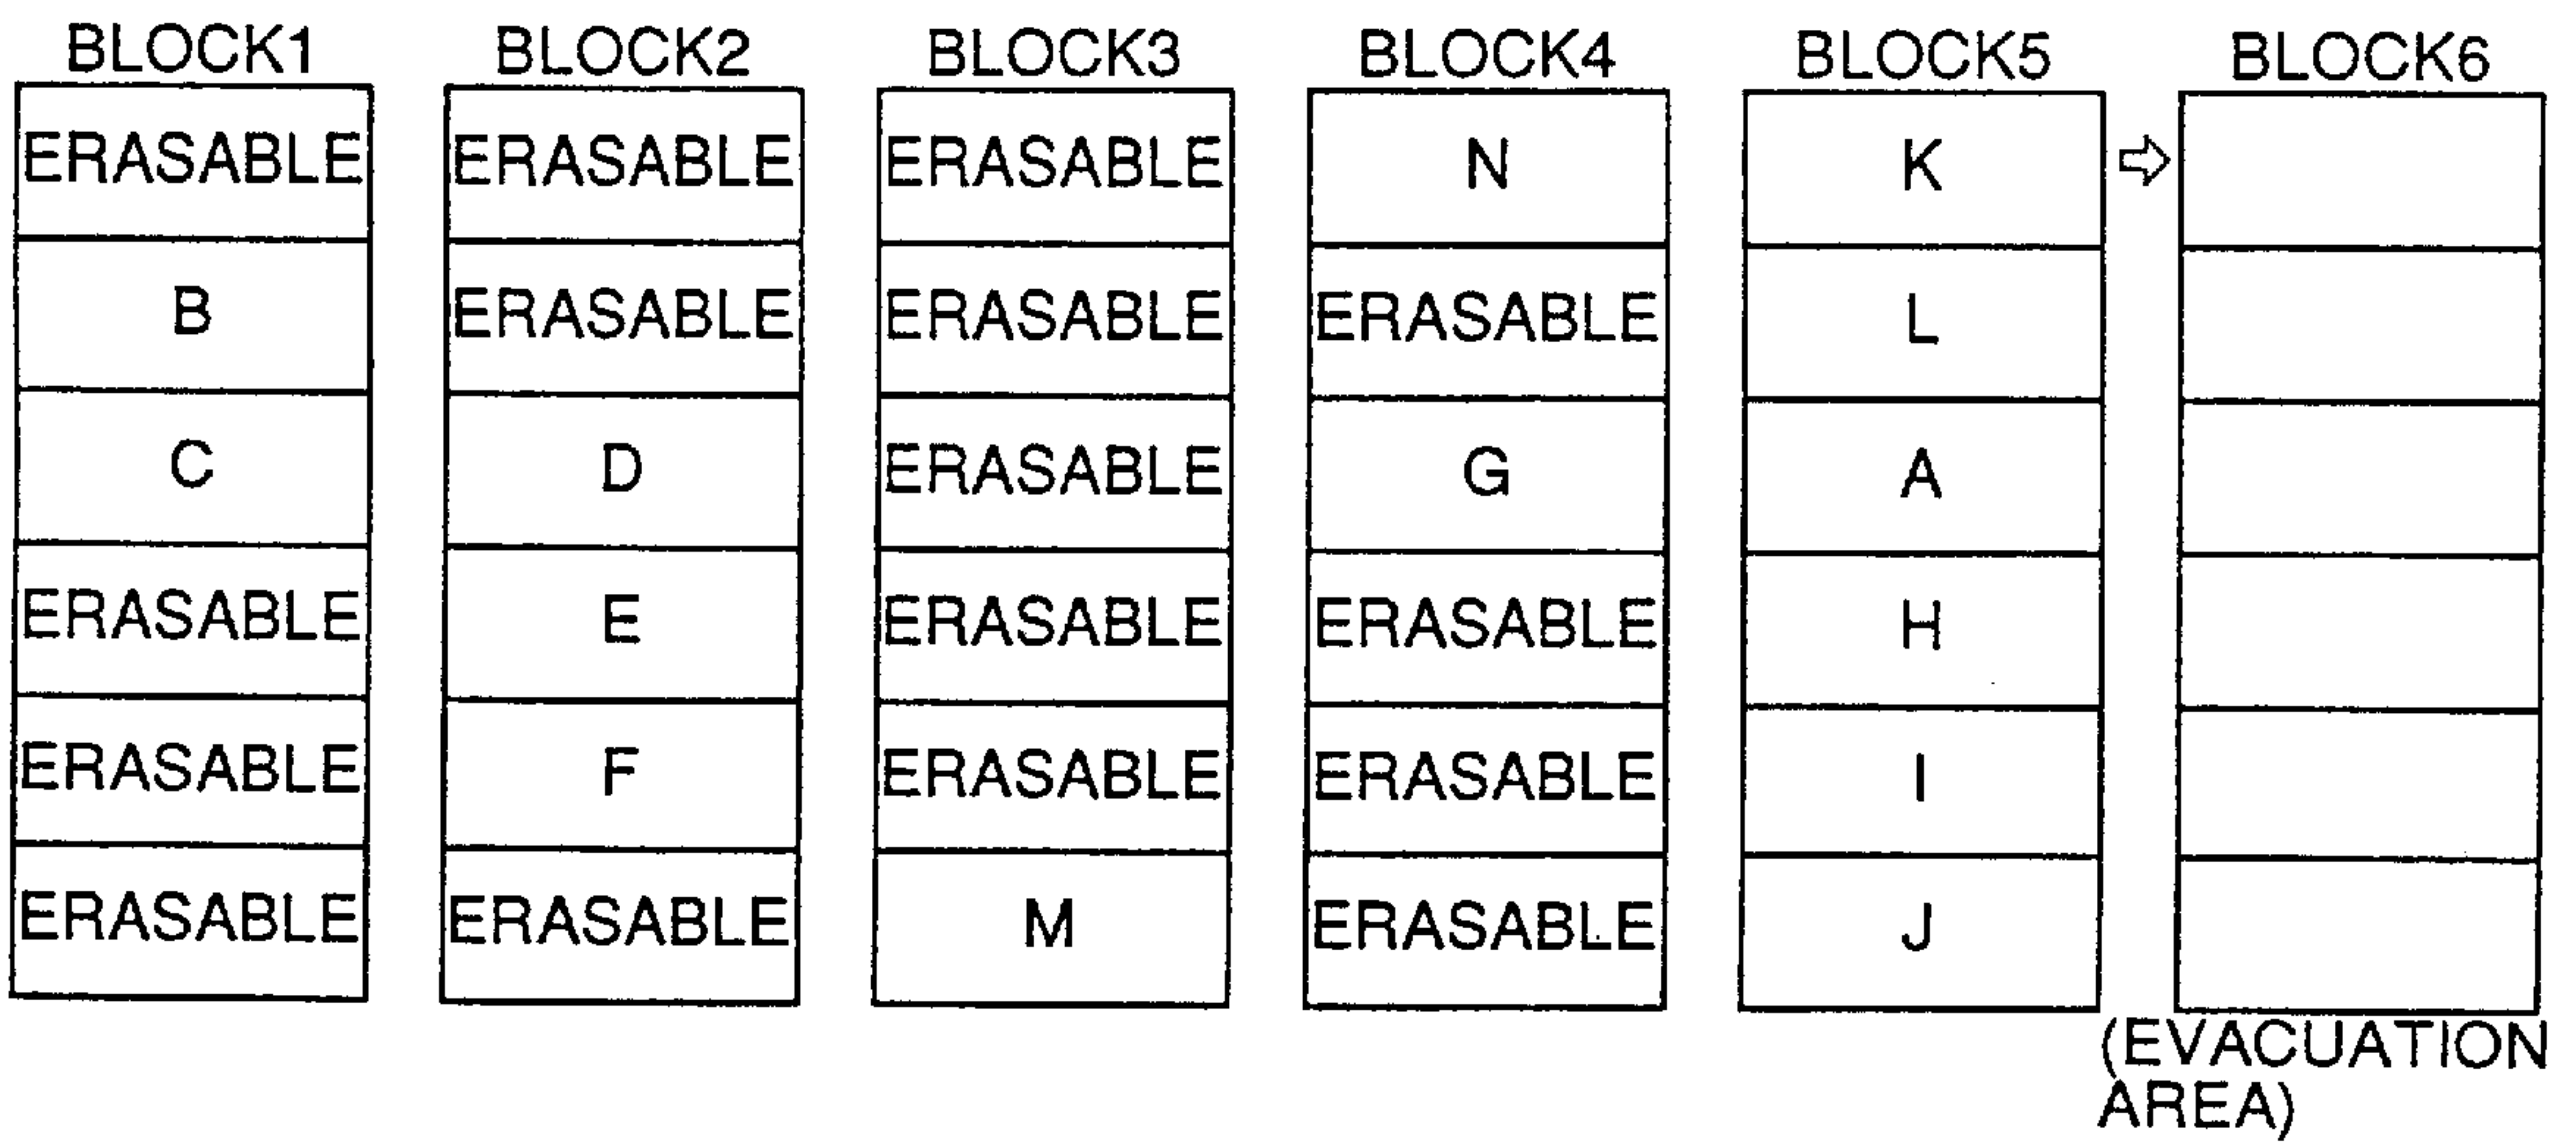 BLOCK1 BLOCK2 BLOCK3 BLOCK4 BLOCK5 BLOCK6
ERASABLE ERASABLE ERASABLE N K
B ERASABLE ERASABLE ERASABLE L
C D ERASABLE G A
ERASABLE E ERASABLE ERASABLE H
ERASABLE F ERASABLE ERASABLE I
ERASABLE ERASABLE M ERASABLE J
(EVACUATION
AREA)